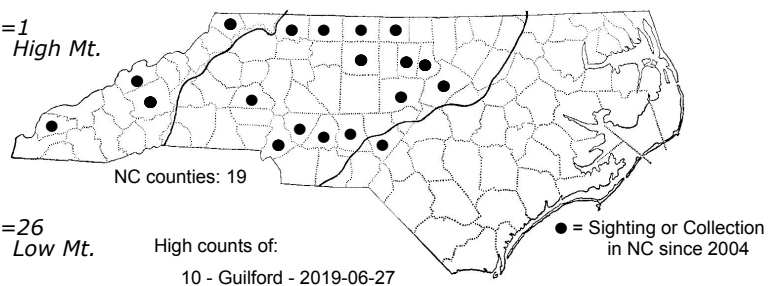 =1
High Mt.
NC counties: 19
=26
Low Mt.
High counts of:
10 - Guilford - 2019-06-27
● = Sighting or Collection
in NC since 2004